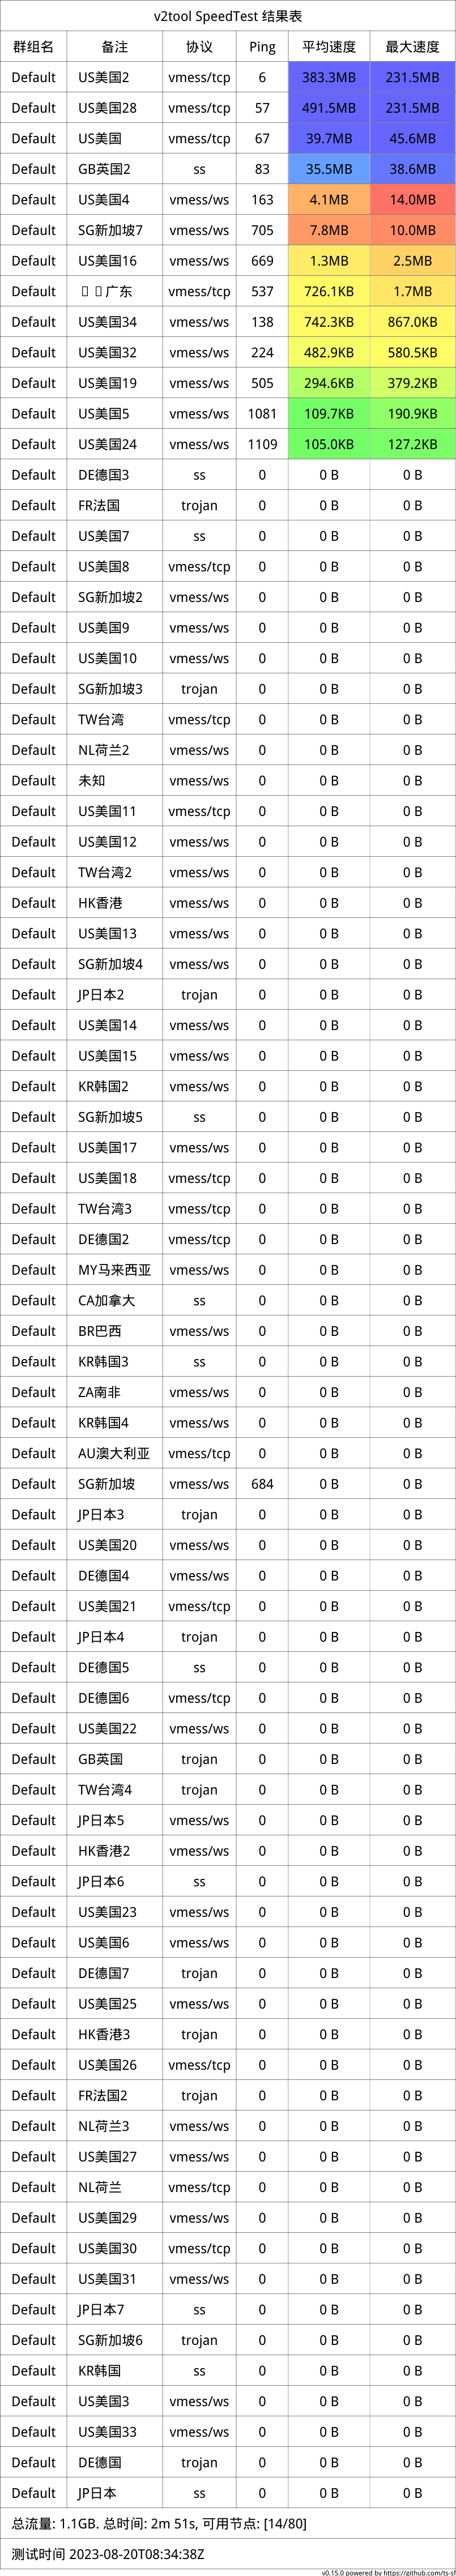 v2tool SpeedTest 结果表
群组名 备注 协议 Ping 平均速度 最大速度
Default US美国2 vmess/tcp 6 383.3MB 231.5MB
Default US美国28 vmess/tcp 57 491.5MB 231.5MB
Default US美国 vmess/tcp 67 39.7MB 45.6MB
Default GB英国2 ss 83 35.5MB 38.6MB
Default US美国4 vmess/ws 163 4.1MB 14.0MB
Default SG新加坡7 vmess/ws 705 7.8MB 10.0MB
Default US美国16 vmess/ws 669 1.3MB 2.5MB
Default 广东 vmess/tcp 537 726.1KB 1.7MB
Default US美国34 vmess/ws 138 742.3KB 867.0KB
Default US美国32 vmess/ws 224 482.9KB 580.5KB
Default US美国19 vmess/ws 505 294.6KB 379.2KB
Default US美国5 vmess/ws 1081 109.7KB 190.9KB
Default US美国24 vmess/ws 1109 105.0KB 127.2KB
Default DE德国3 ss 0 0 B 0 B
Default FR法国 trojan 0 0 B 0 B
Default US美国7 ss 0 0 B 0 B
Default US美国8 vmess/tcp 0 0 B 0 B
Default SG新加坡2 vmess/ws 0 0 B 0 B
Default US美国9 vmess/ws 0 0 B 0 B
Default US美国10 vmess/ws 0 0 B 0 B
Default SG新加坡3 trojan 0 0 B 0 B
Default TW台湾 vmess/tcp 0 0 B 0 B
Default NL荷兰2 vmess/ws 0 0 B 0 B
Default 未知 vmess/ws 0 0 B 0 B
Default US美国11 vmess/tcp 0 0 B 0 B
Default US美国12 vmess/ws 0 0 B 0 B
Default TW台湾2 vmess/ws 0 0 B 0 B
Default HK香港 vmess/ws 0 0 B 0 B
Default US美国13 vmess/ws 0 0 B 0 B
Default SG新加坡4 vmess/ws 0 0 B 0 B
Default JP日本2 trojan 0 0 B 0 B
Default US美国14 vmess/ws 0 0 B 0 B
Default US美国15 vmess/ws 0 0 B 0 B
Default KR韩国2 vmess/ws 0 0 B 0 B
Default SG新加坡5 ss 0 0 B 0 B
Default US美国17 vmess/ws 0 0 B 0 B
Default US美国18 vmess/tcp 0 0 B 0 B
Default TW台湾3 vmess/tcp 0 0 B 0 B
Default DE德国2 vmess/tcp 0 0 B 0 B
Default MY马来西亚 vmess/ws 0 0 B 0 B
Default CA加拿大 ss 0 0 B 0 B
Default BR巴西 vmess/ws 0 0 B 0 B
Default KR韩国3 ss 0 0 B 0 B
Default ZA南非 vmess/ws 0 0 B 0 B
Default KR韩国4 vmess/ws 0 0 B 0 B
Default AU澳大利亚 vmess/tcp 0 0 B 0 B
Default SG新加坡 vmess/ws 684 0 B 0 B
Default JP日本3 trojan 0 0 B 0 B
Default US美国20 vmess/ws 0 0 B 0 B
Default DE德国4 vmess/ws 0 0 B 0 B
Default US美国21 vmess/tcp 0 0 B 0 B
Default JP日本4 trojan 0 0 B 0 B
Default DE德国5 ss 0 0 B 0 B
Default DE德国6 vmess/tcp 0 0 B 0 B
Default US美国22 vmess/ws 0 0 B 0 B
Default GB英国 trojan 0 0 B 0 B
Default TW台湾4 trojan 0 0 B 0 B
Default JP日本5 vmess/ws 0 0 B 0 B
Default HK香港2 vmess/ws 0 0 B 0 B
Default JP日本6 ss 0 0 B 0 B
Default US美国23 vmess/ws 0 0 B 0 B
Default US美国6 vmess/ws 0 0 B 0 B
Default DE德国7 trojan 0 0 B 0 B
Default US美国25 vmess/ws 0 0 B 0 B
Default HK香港3 trojan 0 0 B 0 B
Default US美国26 vmess/tcp 0 0 B 0 B
Default FR法国2 trojan 0 0 B 0 B
Default NL荷兰3 vmess/ws 0 0 B 0 B
Default US美国27 vmess/ws 0 0 B 0 B
Default NL荷兰 vmess/tcp 0 0 B 0 B
Default US美国29 vmess/ws 0 0 B 0 B
Default US美国30 vmess/tcp 0 0 B 0 B
Default US美国31 vmess/ws 0 0 B 0 B
Default JP日本7 ss 0 0 B 0 B
Default SG新加坡6 trojan 0 0 B 0 B
Default KR韩国 ss 0 0 B 0 B
Default US美国3 vmess/ws 0 0 B 0 B
Default US美国33 vmess/ws 0 0 B 0 B
Default DE德国 trojan 0 0 B 0 B
Default JP日本 ss 0 0 B 0 B
总流量: 1.1GB. 总时间: 2m 51s, 可用节点: [14/80]
测试时间 2023-08-20T08:34:38Z
v0.15.0 powered by https://github.com/ts-sf